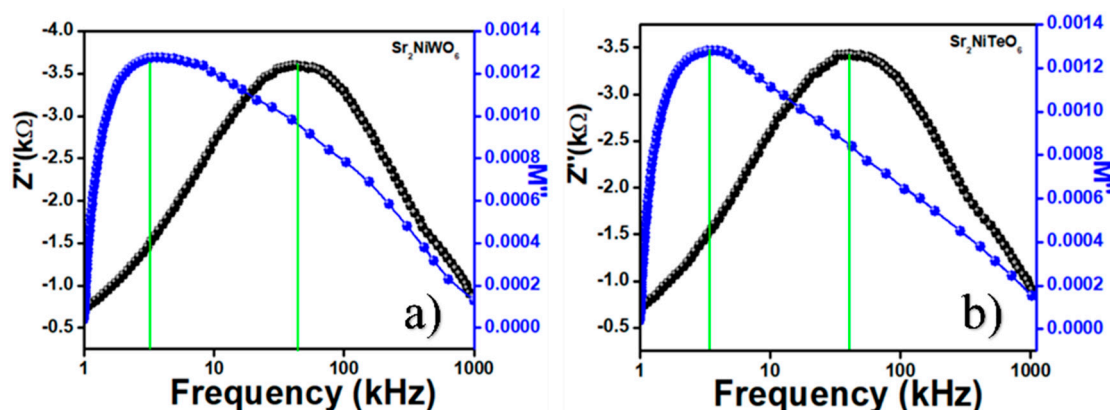 -4.0
-3.5
-3.0
-2.5
-2.0
-1.5
-1.0
-0.5
Z''(kΩ)
Sr₂NiWO₆
a)
0.0014
0.0012
0.0010
0.0008
0.0006
0.0004
0.0002
0.0000
M''
1 10 100 1000
Frequency (kHz)
-3.5
-3.0
-2.5
-2.0
-1.5
-1.0
-0.5
Z''(kΩ)
Sr₂NiTeO₆
b)
0.0014
0.0012
0.0010
0.0008
0.0006
0.0004
0.0002
0.0000
M''
1 10 100 1000
Frequency (kHz)